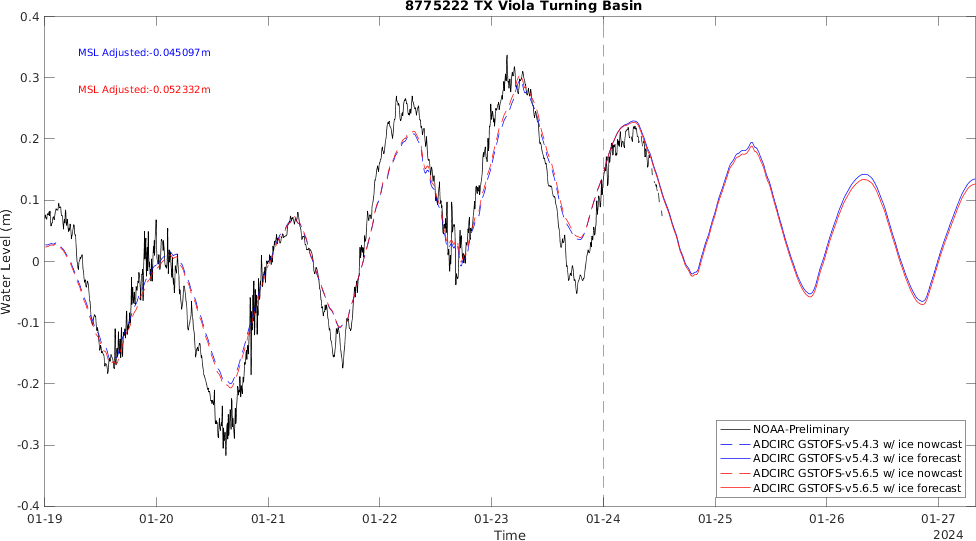 8775222 TX Viola Turning Basin
0.4
MSL Adjusted:-0.045097m
0.3
MSL Adjusted:-0.052332m
0.2
0.1
0
-0.1
-0.2
-0.3
-0.4
Water Level (m)
NOAA-Preliminary
ADCIRC GSTOFS-v5.4.3 w/ ice nowcast
ADCIRC GSTOFS-v5.4.3 w/ ice forecast
ADCIRC GSTOFS-v5.6.5 w/ ice nowcast
ADCIRC GSTOFS-v5.6.5 w/ ice forecast
01-19 01-20 01-21 01-22 01-23 01-24 01-25 01-26 01-27
Time
2024